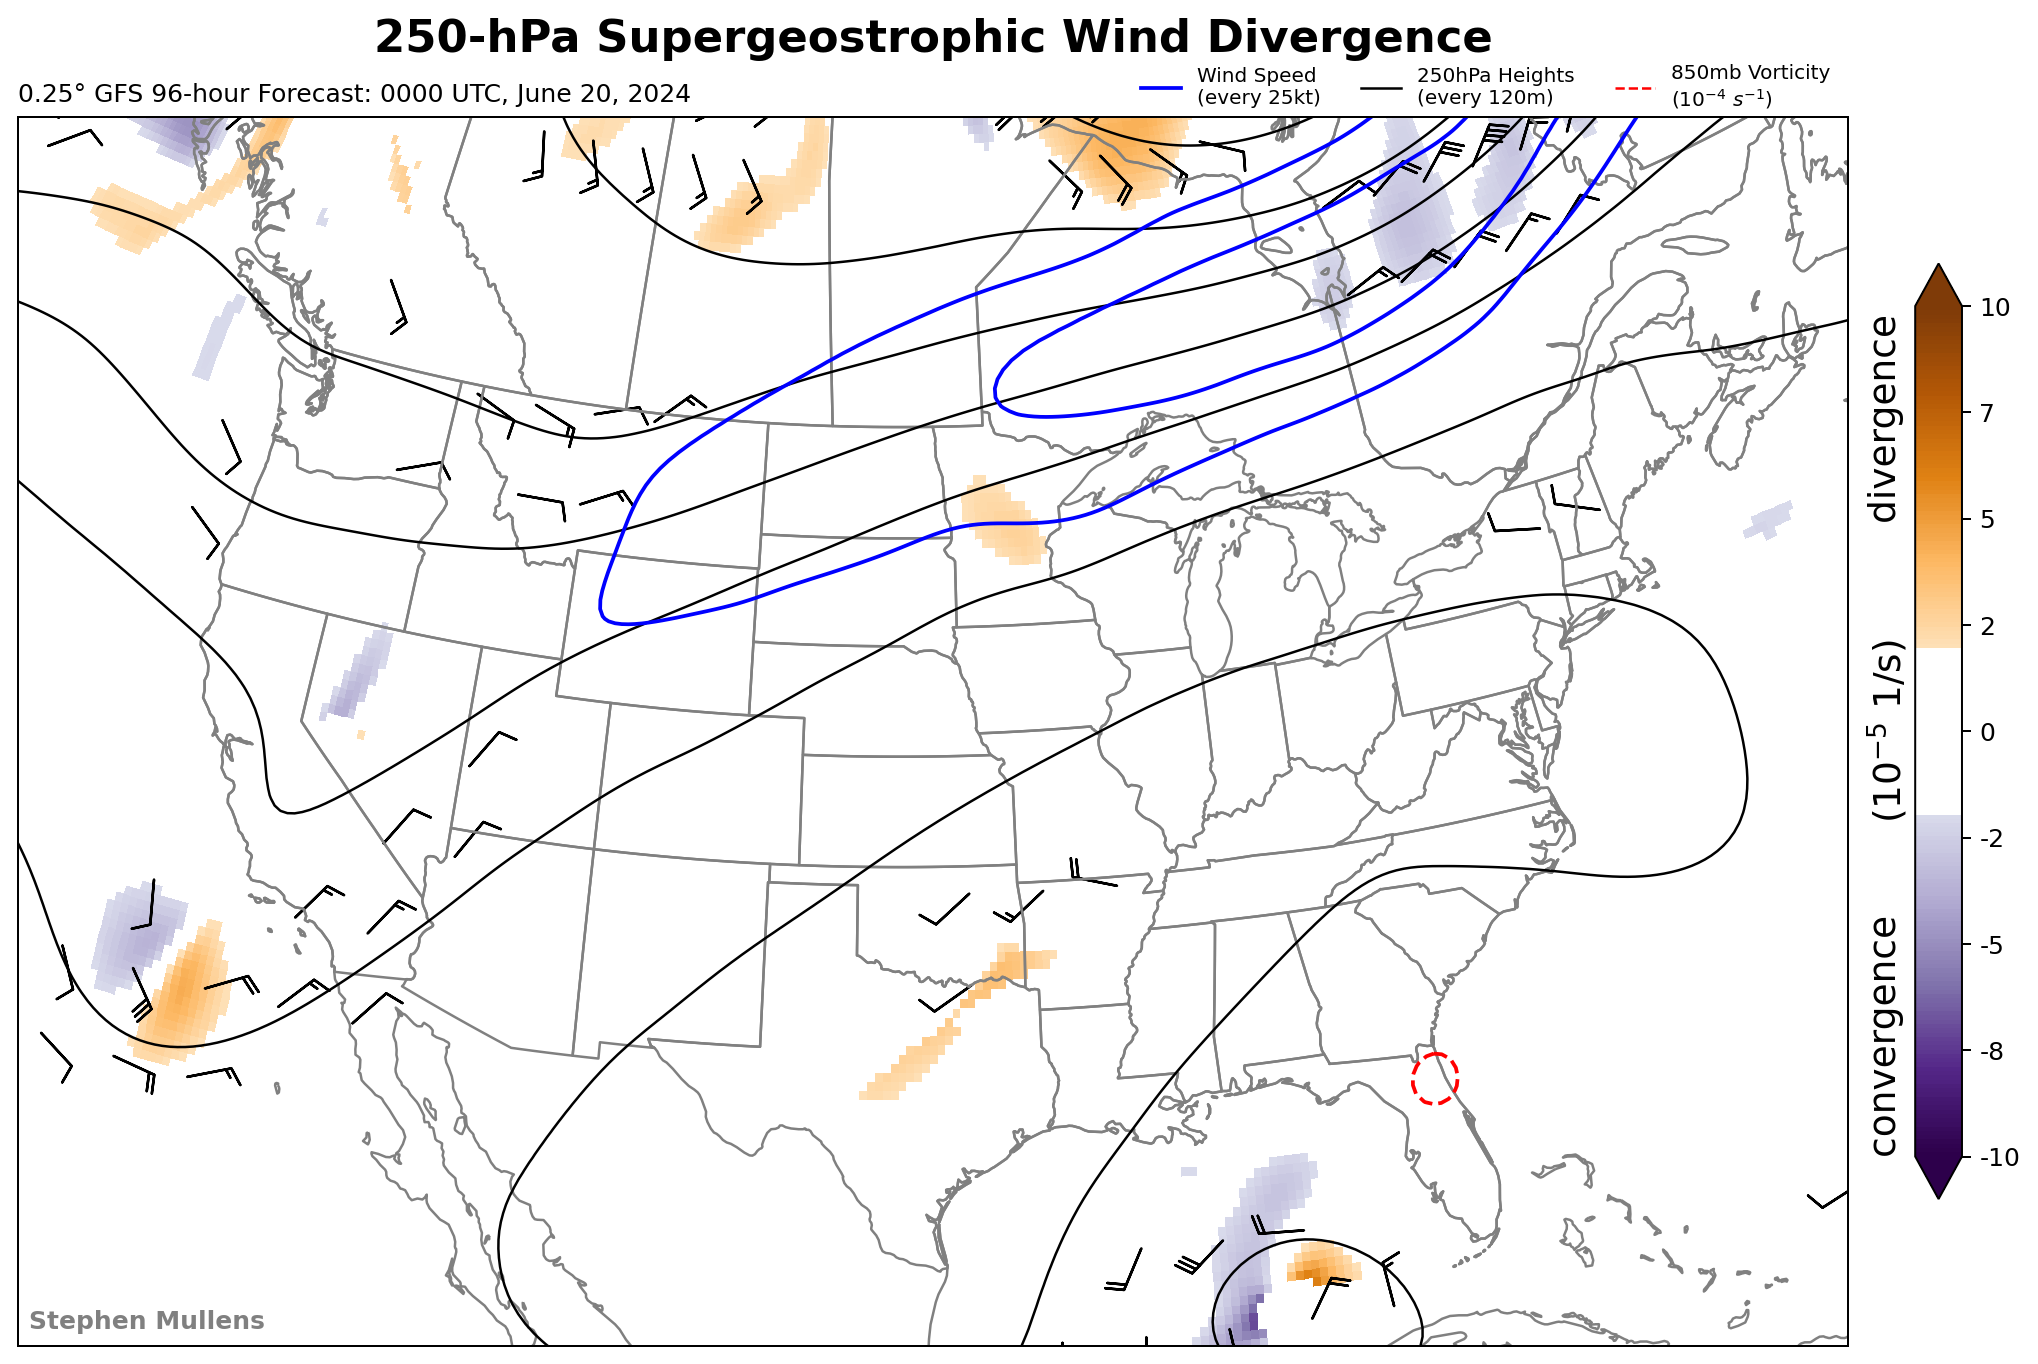 250-hPa Supergeostrophic Wind Divergence
0.25° GFS 96-hour Forecast: 0000 UTC, June 20, 2024
Wind Speed
(every 25kt)
250hPa Heights
(every 120m)
850mb Vorticity
(10⁻⁴ s⁻¹)
10
7
5
2
0
-2
-5
-8
-10
convergence (10⁻⁵ 1/s) divergence
Stephen Mullens